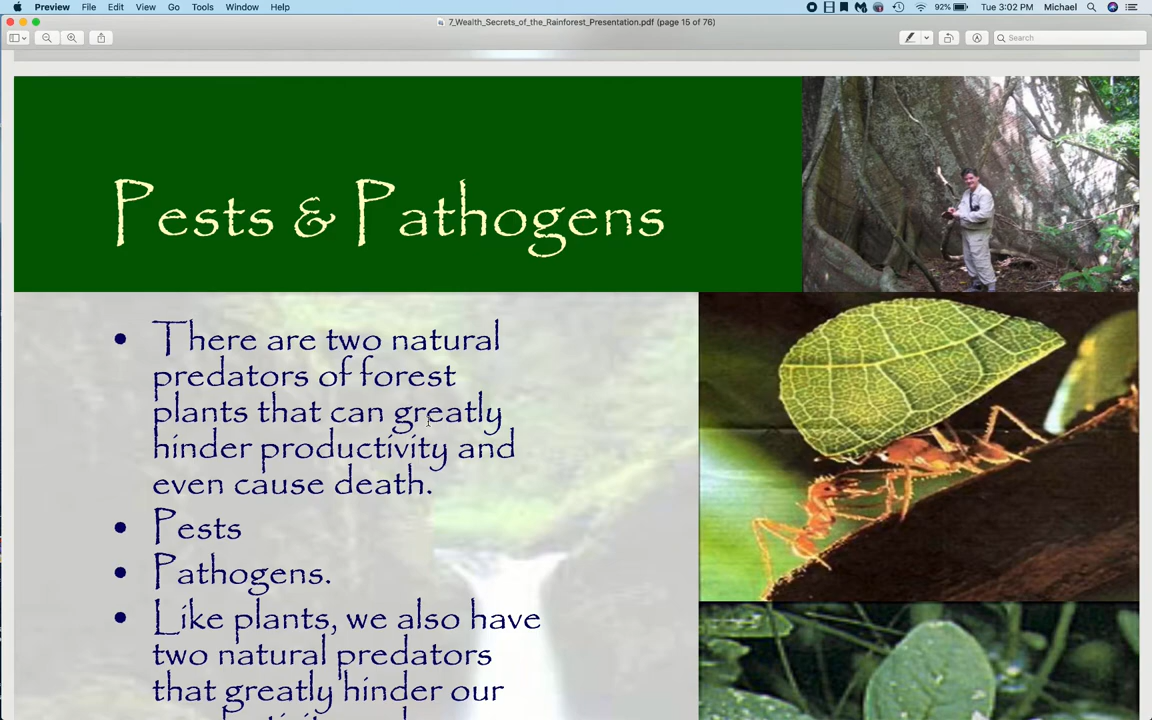 Preview File Edit View Go Tools Window Help 92% Tue 3:02 PM Michael
7_Wealth_Secrets_of_the_Rainforest_Presentation.pdf (page 15 of 76)
Search
Pests & Pathogens
• There are two natural
predators of forest
plants that can greatly
hinder productivity and
even cause death.
• Pests
• Pathogens.
• Like plants, we also have
two natural predators
that greatly hinder our